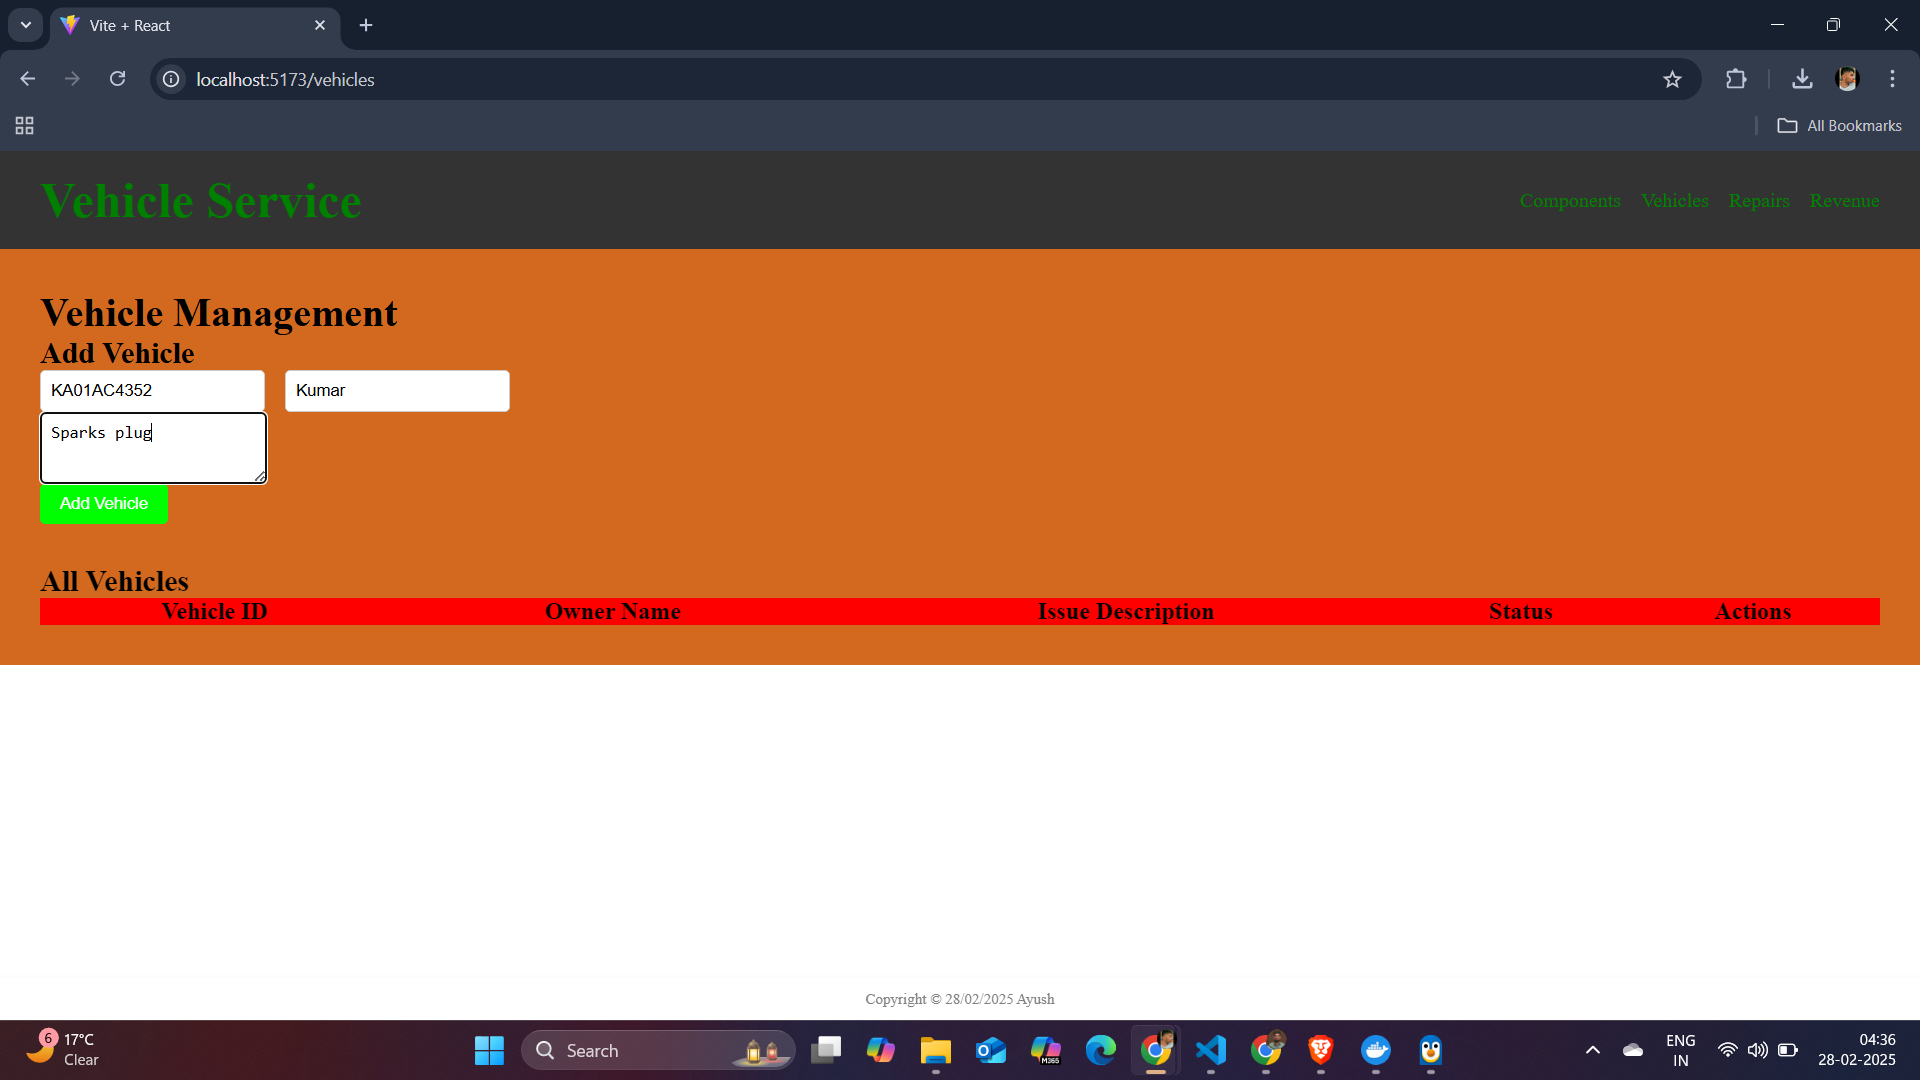 Vite + React
localhost:5173/vehicles
All Bookmarks
Vehicle Service
Components Vehicles Repairs Revenue
Vehicle Management
Add Vehicle
KA01AC4352 Kumar
Sparks plug
Add Vehicle
All Vehicles
Vehicle ID Owner Name Issue Description Status Actions
Copyright © 28/02/2025 Ayush
6 17°C
Clear
Search
M365
ENG
IN
04:36
28-02-2025